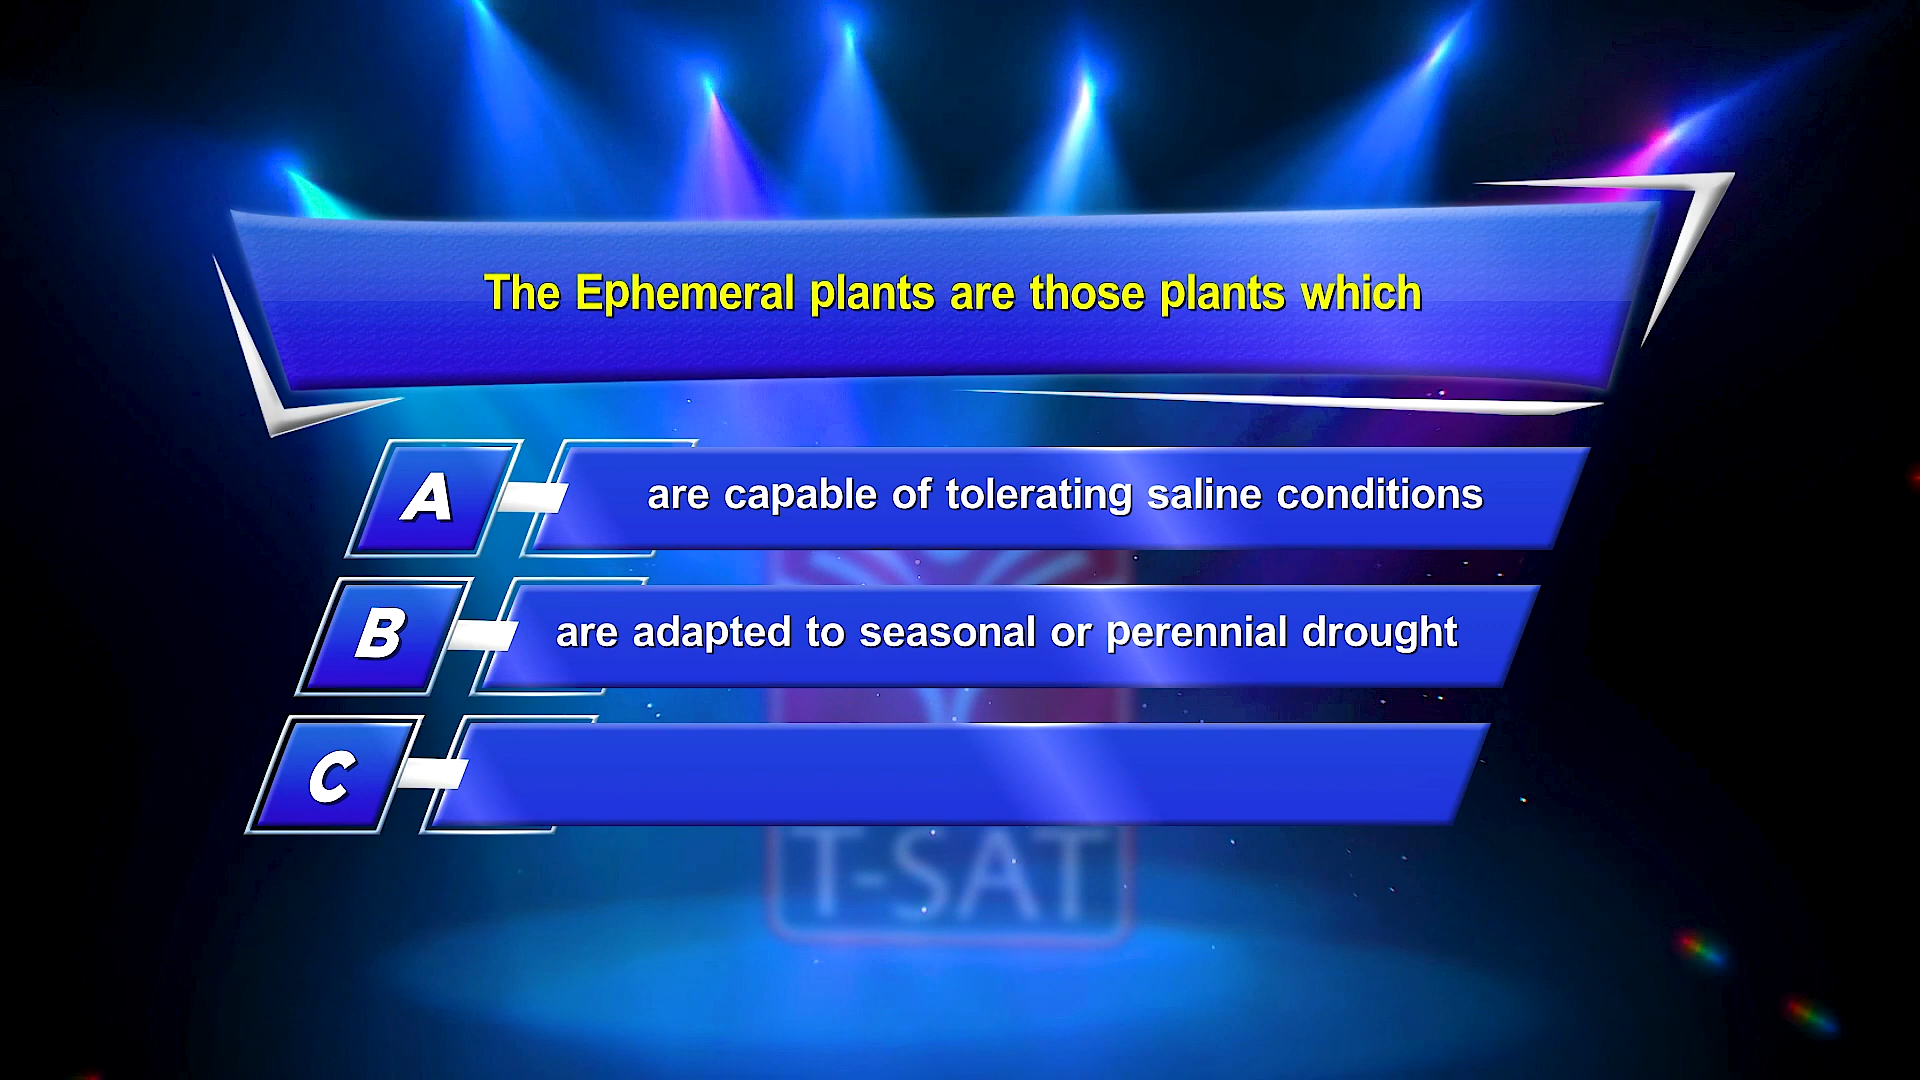 The Ephemeral plants are those plants which
A are capable of tolerating saline conditions
B are adapted to seasonal or perennial drought
C
T-SAT